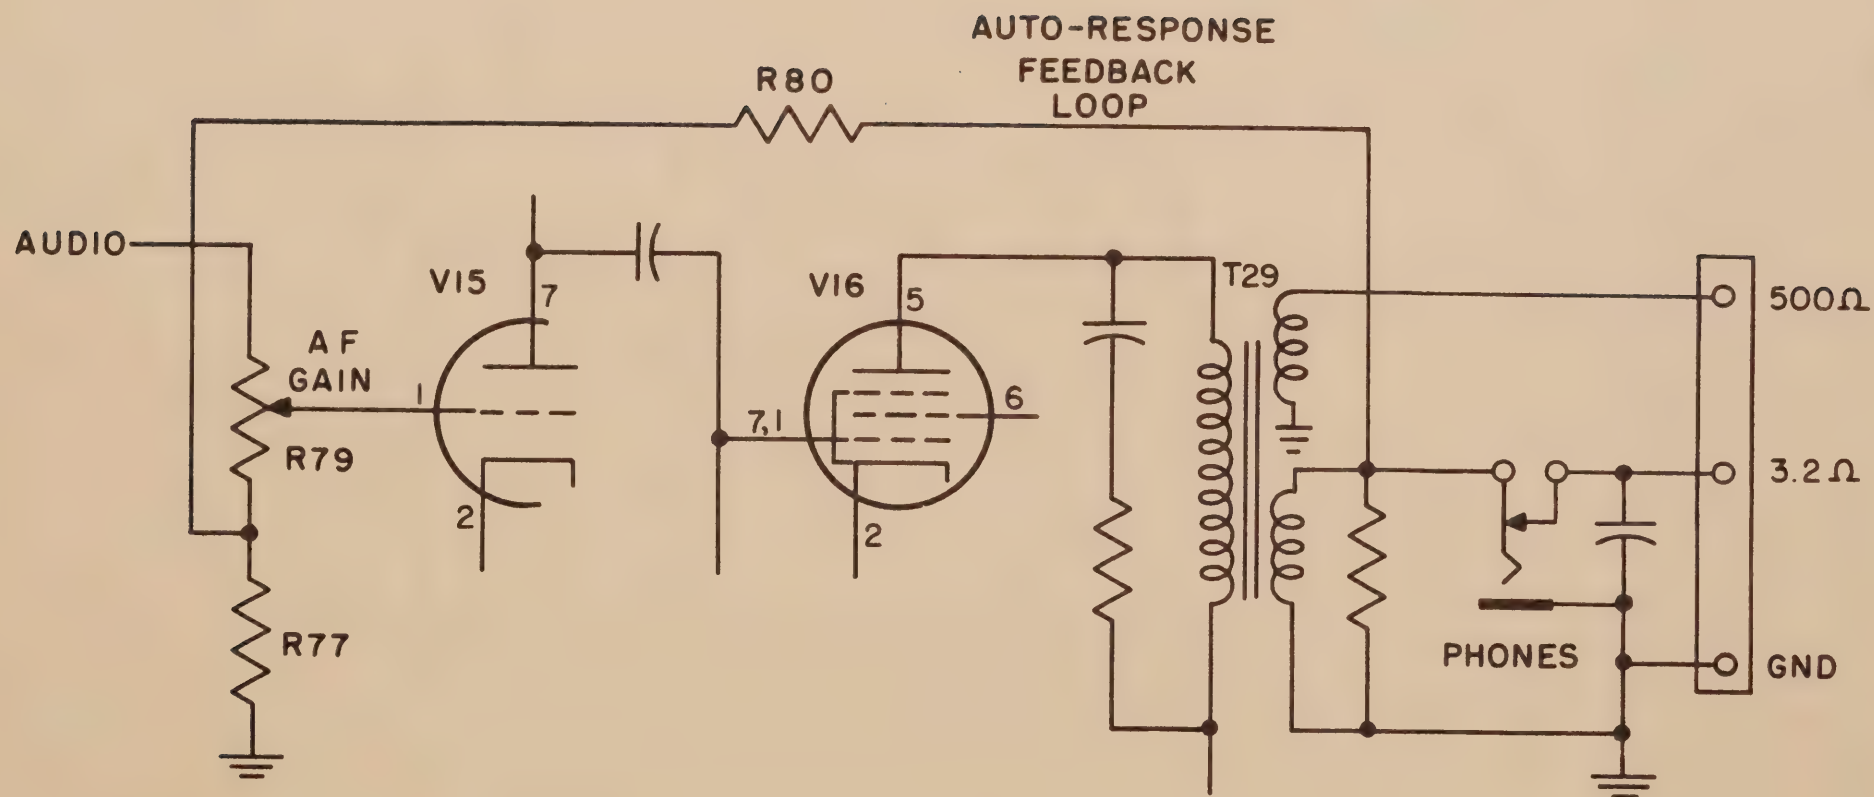 AUTO-RESPONSE
FEEDBACK
LOOP
R80
AUDIO
V15
7
V16
5
T29
500Ω
AF
GAIN
1
6
7,1
R79
3.2Ω
2
2
R77
PHONES
GND